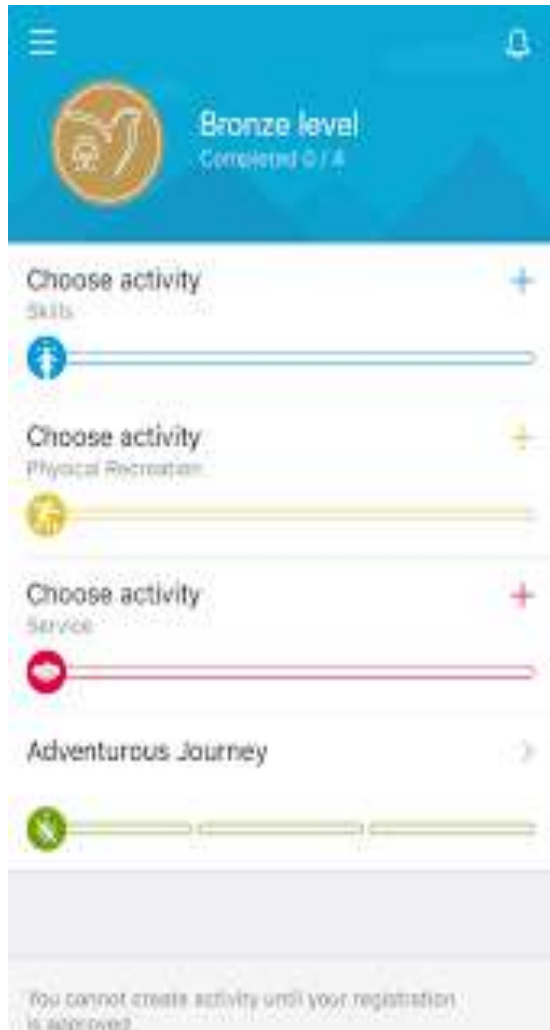 Bronze level
Completed 0 / 4
Choose activity
Skills
Choose activity
Physical Recreation
Choose activity
Service
Adventurous Journey
You cannot create activity until your registration
is approved